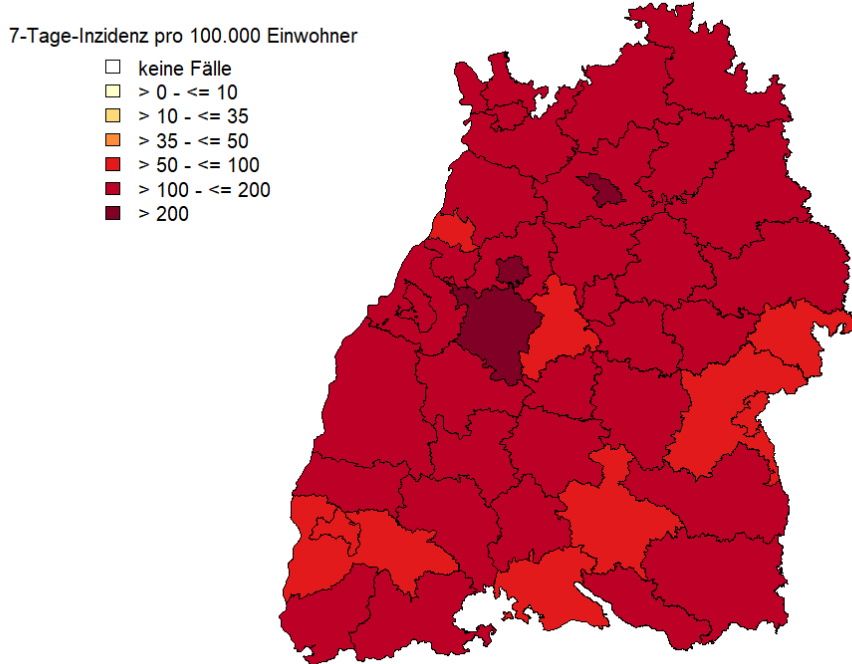 7-Tage-Inzidenz pro 100.000 Einwohner
keine Fälle
> 0 - <= 10
> 10 - <= 35
> 35 - <= 50
> 50 - <= 100
> 100 - <= 200
> 200